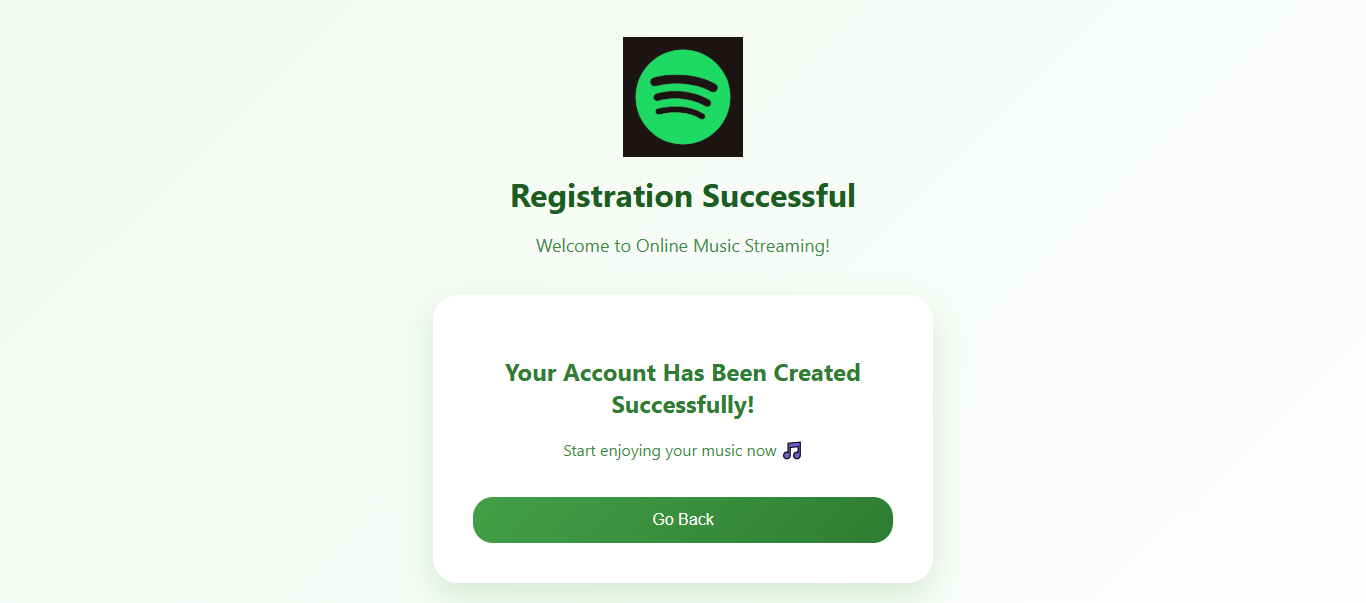 Registration Successful
Welcome to Online Music Streaming!
Your Account Has Been Created
Successfully!
Start enjoying your music now 🎵
Go Back